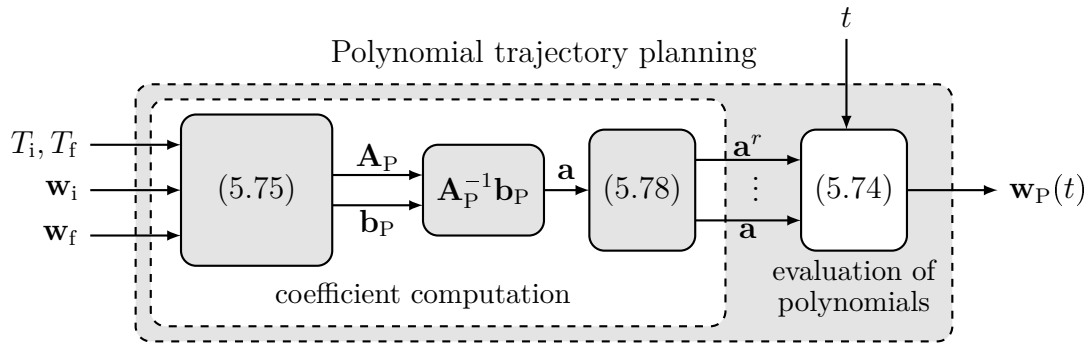 t
Polynomial trajectory planning
T_i, T_f
w_i
w_f
(5.75)
A_P
b_P
A_P^{-1} b_P
a
(5.78)
a^r
⋮
a
(5.74)
w_P(t)
coefficient computation
evaluation of
polynomials